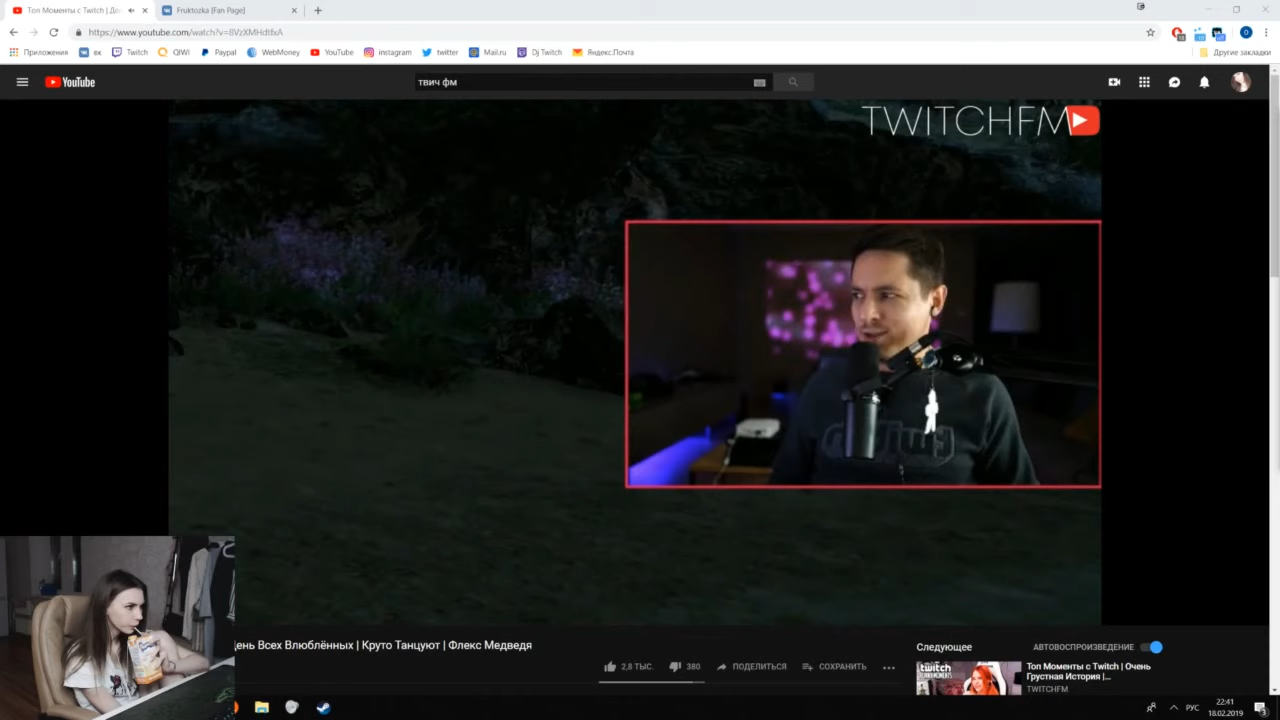 Топ Моменты с Twitch | Де
Fruktozka [Fan Page]
https://www.youtube.com/watch?v=8VzXMHdtfxA
Приложения
вк
Twitch
QIWI
Paypal
WebMoney
YouTube
instagram
twitter
Mail.ru
Dj Twitch
Яндекс.Почта
Другие закладки
YouTube
твич фм
TWITCHFM
день Всех Влюблённых | Круто Танцуют | Флекс Медведя
2,8 ТЫС.
380
ПОДЕЛИТЬСЯ
СОХРАНИТЬ
Следующее
АВТОВОСПРОИЗВЕДЕНИЕ
twitch
Топ Моменты с Twitch | Очень
Грустная История |...
TWITCHFM
РУС
22:41
18.02.2019
3